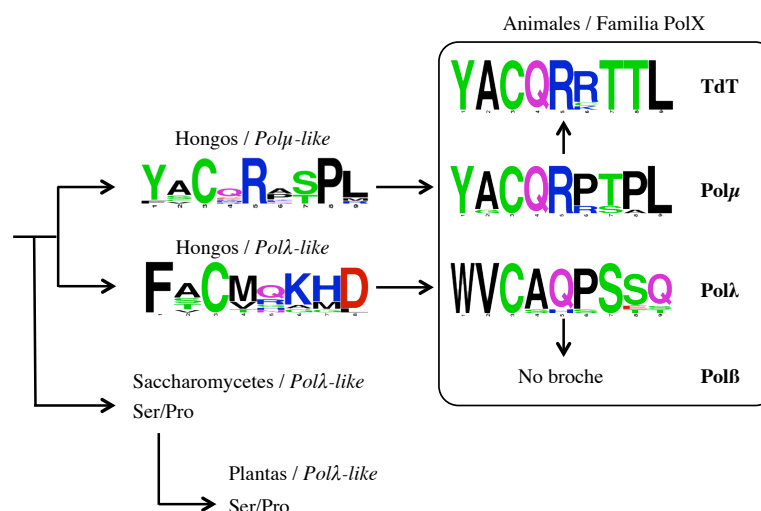 Animales / Familia PolX
YACQRRTTL
TdT
Hongos / Polμ-like
YACQRASPL
YACQRPTPL
Polμ
Hongos / Polλ-like
FACMQKHD
WVCAQPSSQ
Polλ
No broche
Polß
Saccharomycetes / Polλ-like
Ser/Pro
Plantas / Polλ-like
Ser/Pro